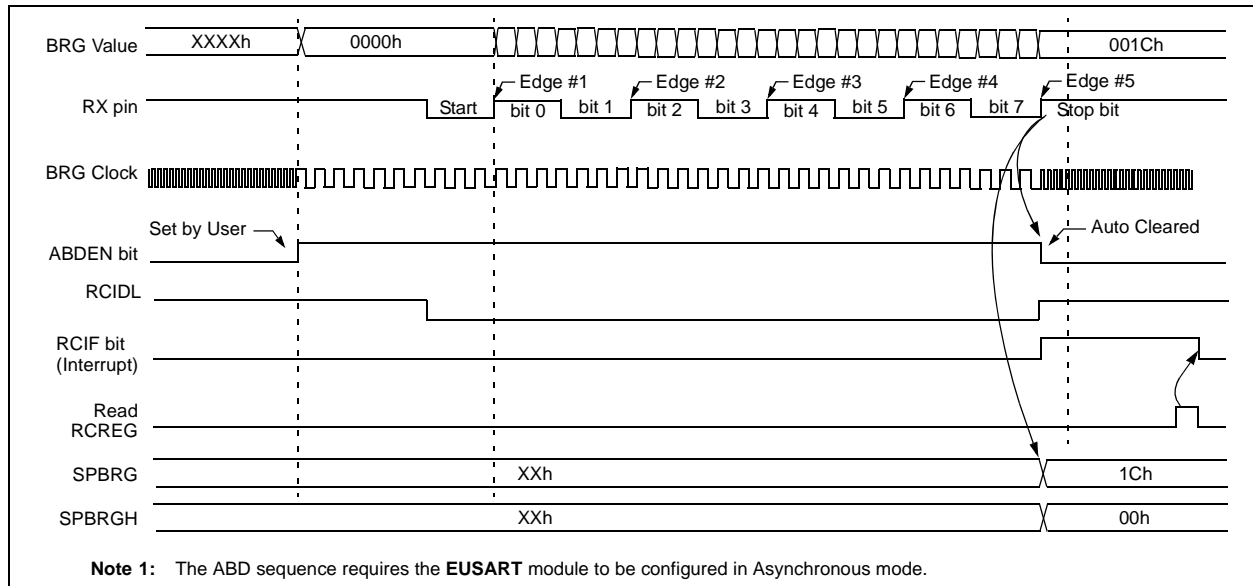 BRG Value
XXXXh
0000h
001Ch
RX pin
Start
Edge #1
bit 0
bit 1
Edge #2
bit 2
bit 3
Edge #3
bit 4
bit 5
Edge #4
bit 6
bit 7
Edge #5
Stop bit
BRG Clock
Set by User
Auto Cleared
ABDEN bit
RCIDL
RCIF bit
(Interrupt)
Read
RCREG
SPBRG
XXh
1Ch
SPBRGH
XXh
00h
Note 1: The ABD sequence requires the EUSART module to be configured in Asynchronous mode.